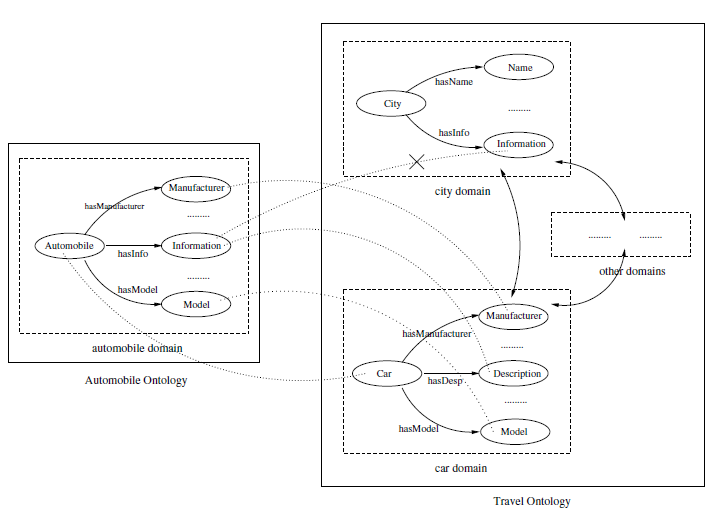 Name
hasName
City
.........
hasInfo
Information
city domain
Manufacturer
hasManufacturer
.........
Automobile
Information
hasInfo
.........
hasModel
Model
automobile domain
Automobile Ontology
.........
.........
other domains
Manufacturer
hasManufacturer
.........
Car
Description
hasDesp
.........
hasModel
Model
car domain
Travel Ontology